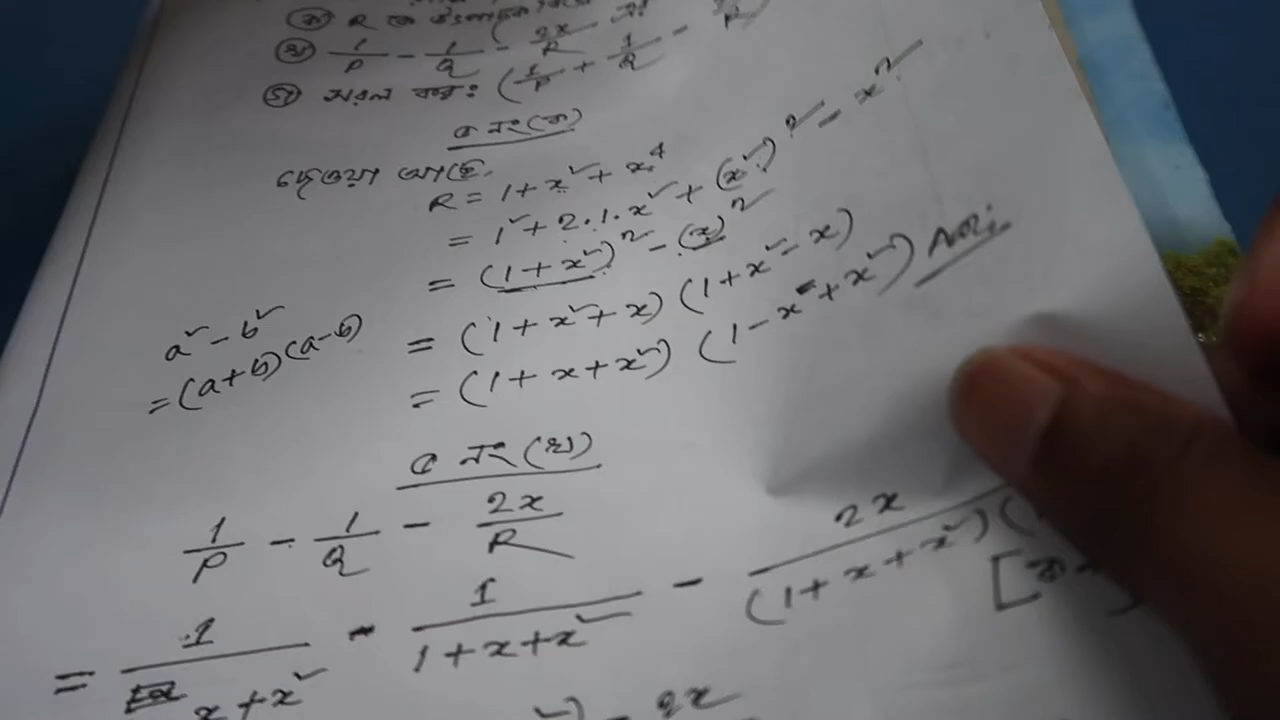 (ক) R কে
(খ) 1/P − 1/Q − 2x/R
(গ) সরল কর: (1/P + 1/Q −
৫ নং (ক)
দেওয়া আছে,
R = 1 + x² + x⁴
= 1² + 2.1.x² + (x²)² − x²
= (1 + x²)² − (x)²
a² − b²
= (a+b)(a−b)
= (1 + x² + x) (1 + x² − x)
= (1 + x + x²) (1 − x + x²) Ans:
৫ নং (খ)
1/P − 1/Q − 2x/R
= 1/ x + x² − 1/1 + x + x² − 2x/(1 + x + x²)(
2x